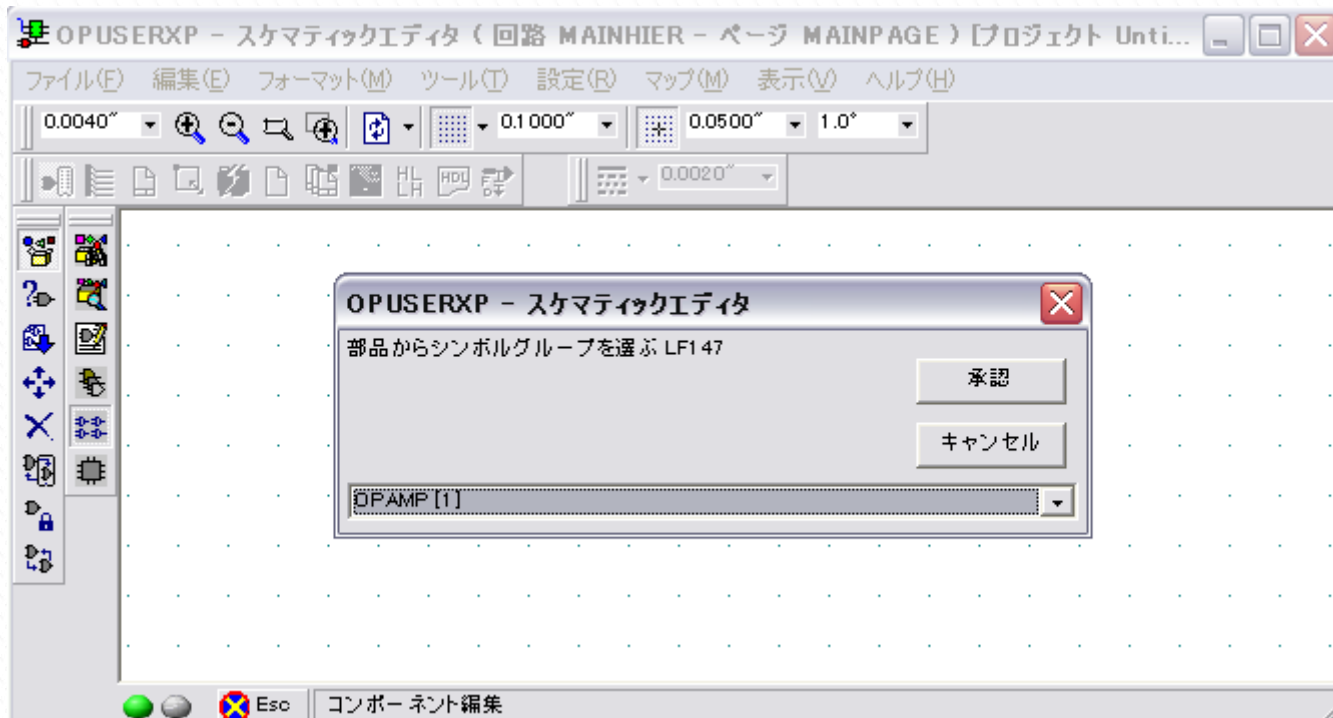 OPUSERXP - スケマティックエディタ ( 回路 MAINHIER - ページ MAINPAGE ) [プロジェクト Unti...
ファイル(F) 編集(E) フォーマット(M) ツール(T) 設定(R) マップ(M) 表示(V) ヘルプ(H)
0.0040" 0.1000" 0.0500" 1.0°
HL LH HDL 0.0020"
OPUSERXP - スケマティックエディタ
部品からシンボルグループを選ぶ LF147
承認
キャンセル
OPAMP [1]
Esc コンポーネント編集